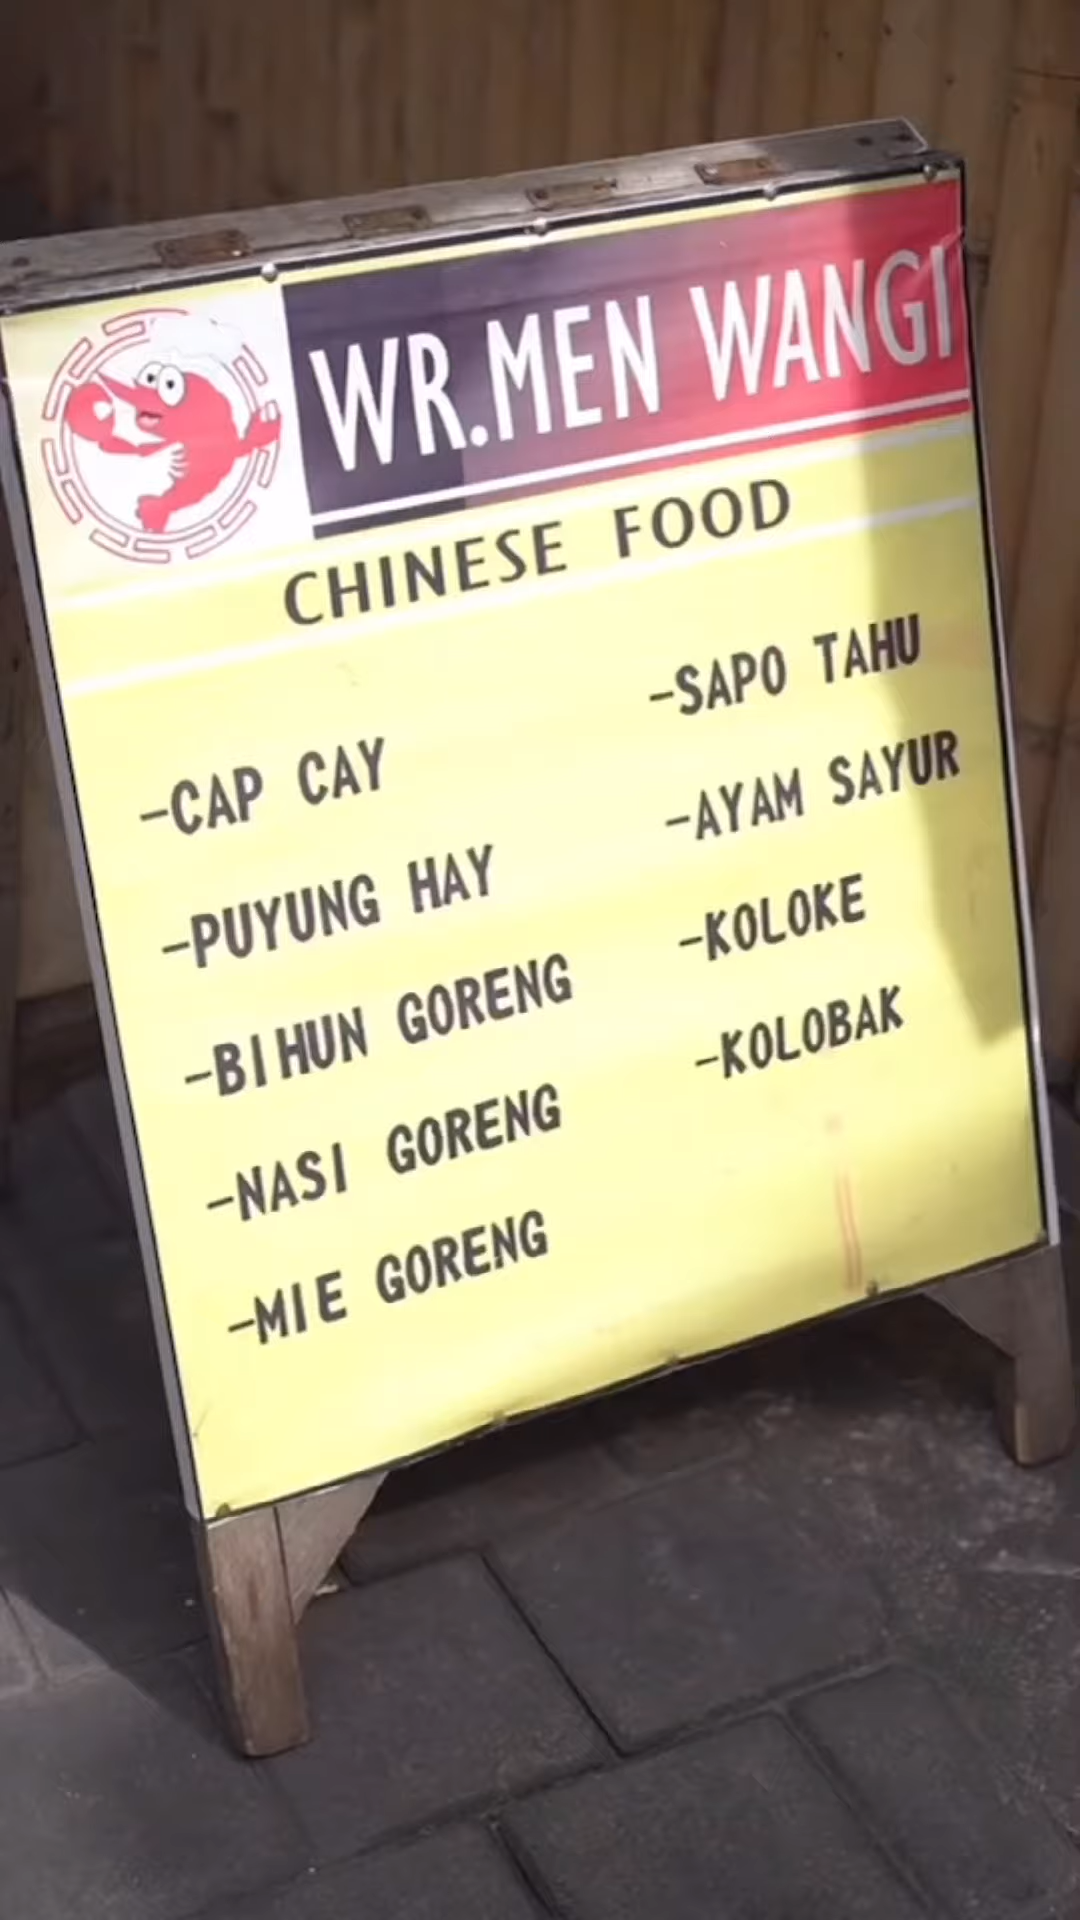 WR.MEN WANGI
CHINESE FOOD
-CAP CAY
-PUYUNG HAY
-BIHUN GORENG
-NASI GORENG
-MIE GORENG
-SAPO TAHU
-AYAM SAYUR
-KOLOKE
-KOLOBAK